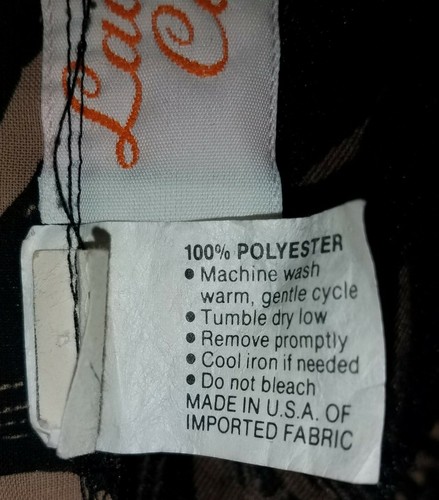 100% POLYESTER
• Machine wash
warm, gentle cycle
• Tumble dry low
• Remove promptly
• Cool iron if needed
• Do not bleach
MADE IN U.S.A. OF
IMPORTED FABRIC